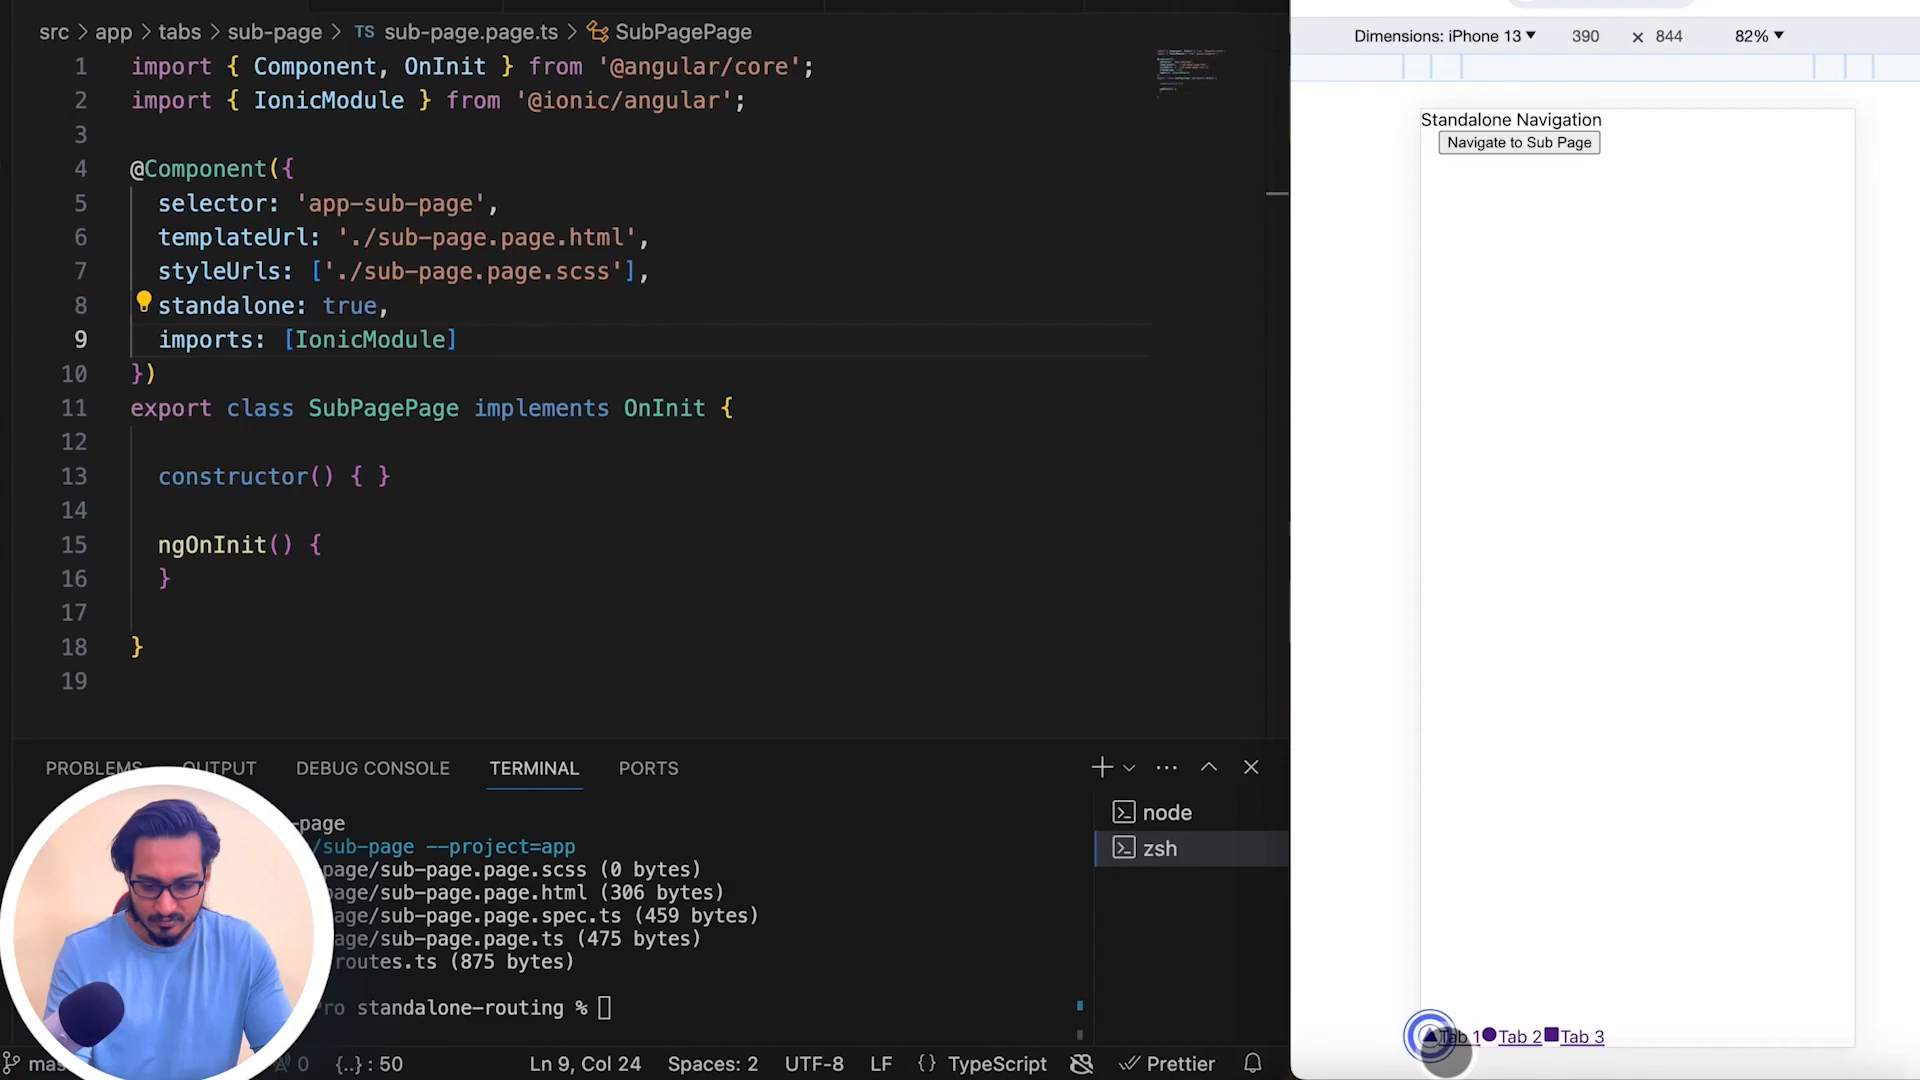 src > app > tabs > sub-page > TS sub-page.page.ts > SubPagePage
1 import { Component, OnInit } from '@angular/core';
2 import { IonicModule } from '@ionic/angular';
3
4 @Component({
5 selector: 'app-sub-page',
6 templateUrl: './sub-page.page.html',
7 styleUrls: ['./sub-page.page.scss'],
8 standalone: true,
9 imports: [IonicModule]
10 })
11 export class SubPagePage implements OnInit {
12
13 constructor() { }
14
15 ngOnInit() {
16 }
17
18 }
19
PROBLEMS OUTPUT DEBUG CONSOLE TERMINAL PORTS
-page
/sub-page --project=app
page/sub-page.page.scss (0 bytes)
page/sub-page.page.html (306 bytes)
age/sub-page.page.spec.ts (459 bytes)
age/sub-page.page.ts (475 bytes)
routes.ts (875 bytes)
ro standalone-routing %
node
zsh
mas 0 {..} : 50 Ln 9, Col 24 Spaces: 2 UTF-8 LF {} TypeScript Prettier
Dimensions: iPhone 13 390 × 844 82%
Standalone Navigation
Navigate to Sub Page
Tab 1 Tab 2 Tab 3